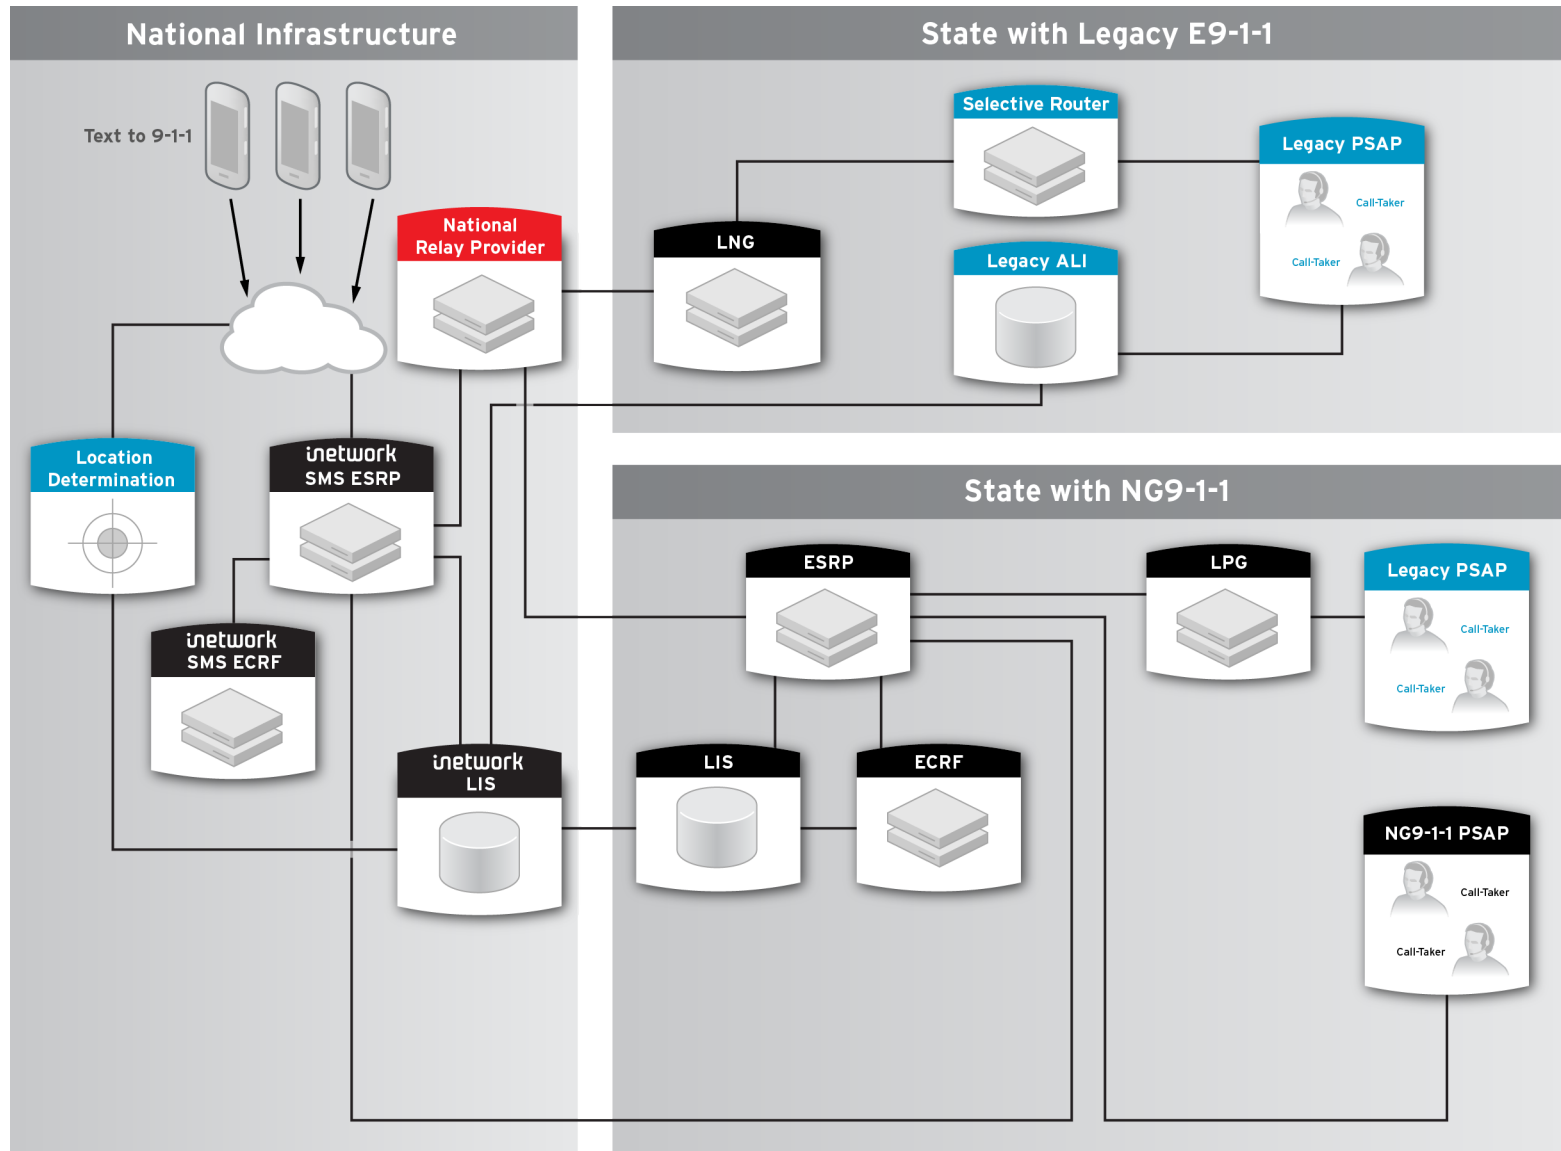 National Infrastructure
State with Legacy E9-1-1
Text to 9-1-1
National
Relay Provider
LNG
Selective Router
Legacy ALI
Legacy PSAP
Call-Taker
Call-Taker
Location
Determination
inetwork
SMS ESRP
inetwork
SMS ECRF
inetwork
LIS
State with NG9-1-1
ESRP
LPG
Legacy PSAP
Call-Taker
Call-Taker
LIS
ECRF
NG9-1-1 PSAP
Call-Taker
Call-Taker